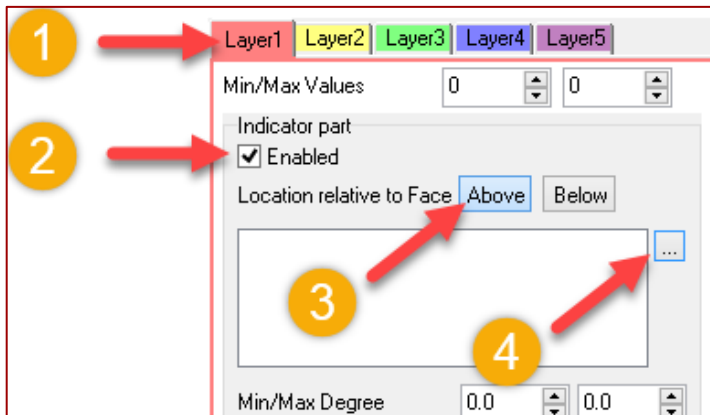 1 Layer1 Layer2 Layer3 Layer4 Layer5
Min/Max Values 0 0
Indicator part
2 Enabled
Location relative to Face Above Below
...
3 4
Min/Max Degree 0.0 0.0